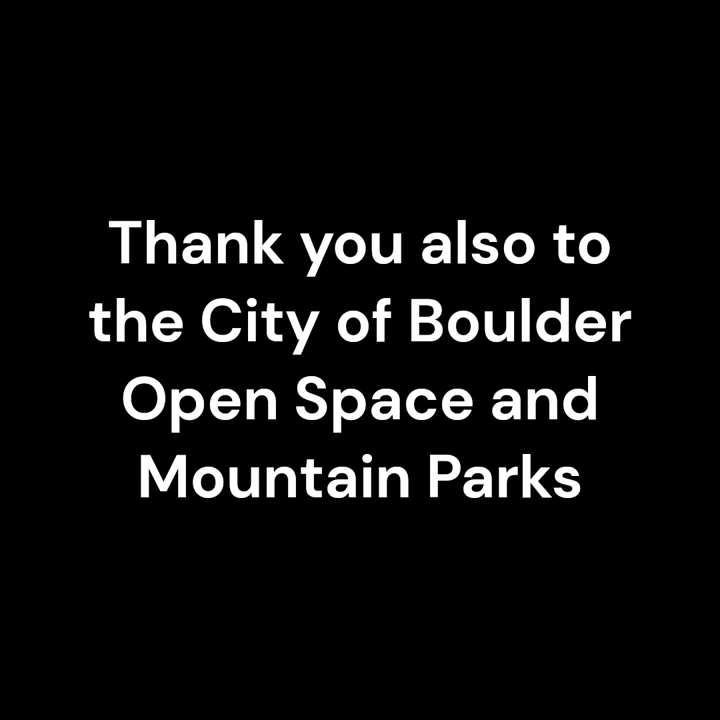 Thank you also to
the City of Boulder
Open Space and
Mountain Parks